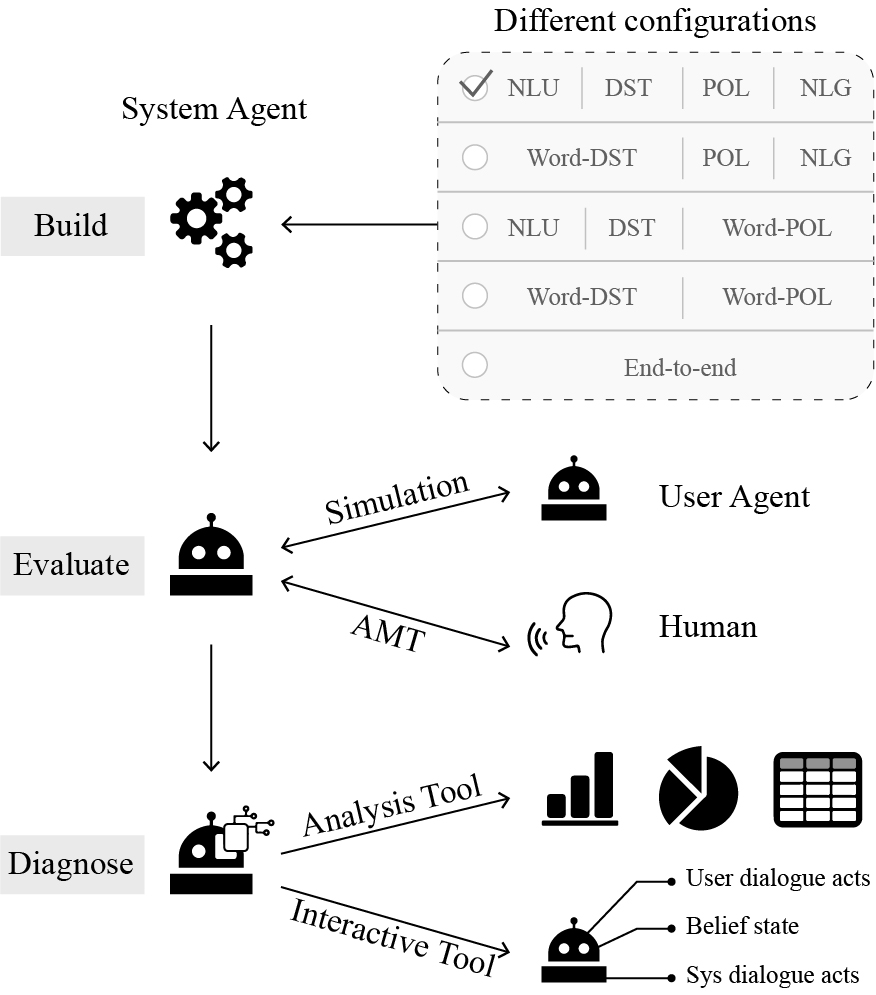 Different configurations
System Agent
NLU DST POL NLG
Word-DST POL NLG
Build
NLU DST Word-POL
Word-DST Word-POL
End-to-end
Simulation
User Agent
Evaluate
AMT
Human
Analysis Tool
Diagnose
Interactive Tool
User dialogue acts
Belief state
Sys dialogue acts